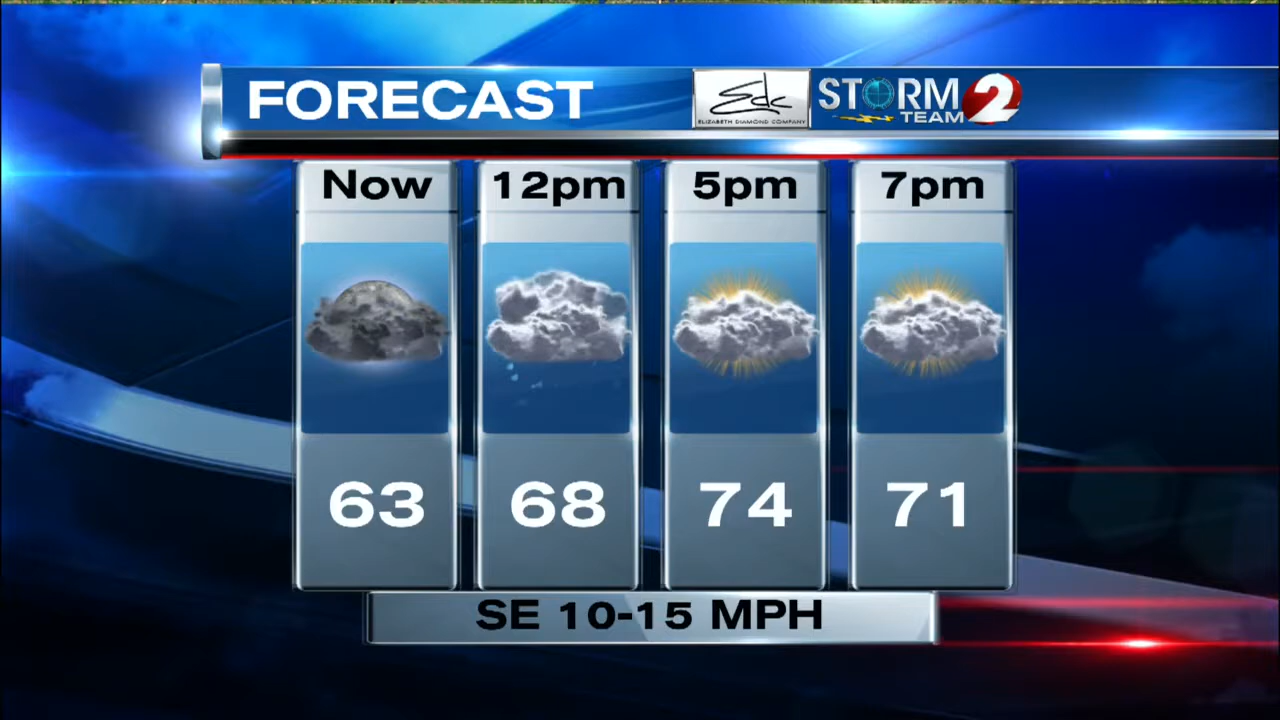 FORECAST
Edc
ELIZABETH DIAMOND COMPANY
STORM
TEAM
2
Now 12pm 5pm 7pm
63 68 74 71
SE 10-15 MPH